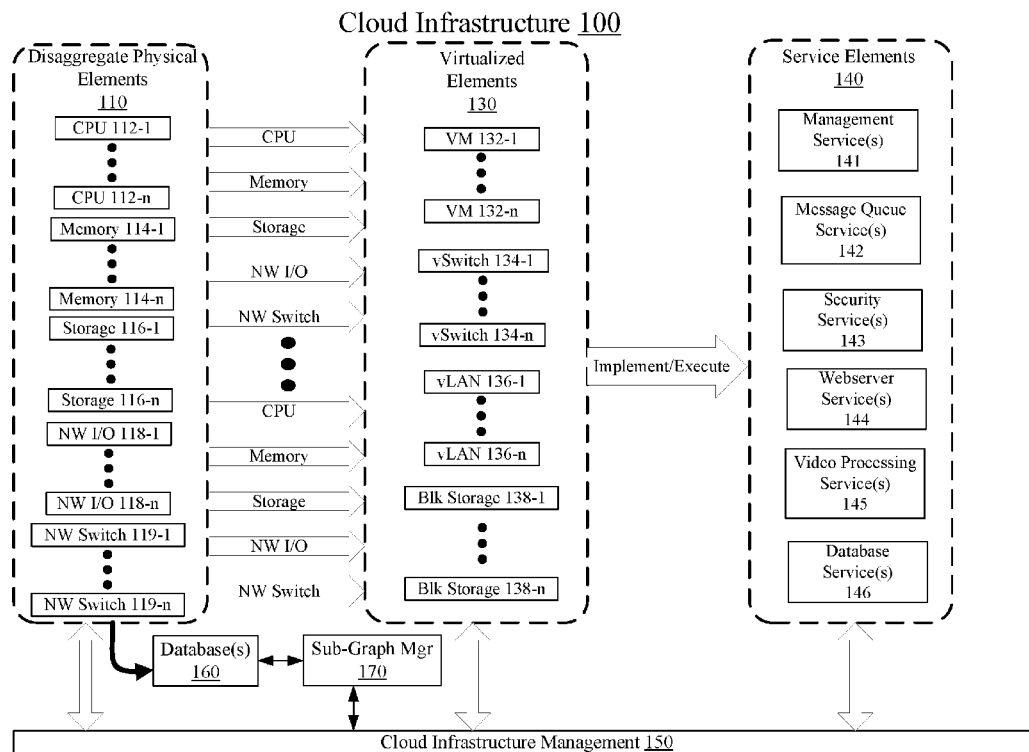 Cloud Infrastructure 100
Disaggregate Physical
Elements
110
CPU 112-1
CPU 112-n
Memory 114-1
Memory 114-n
Storage 116-1
Storage 116-n
NW I/O 118-1
NW I/O 118-n
NW Switch 119-1
NW Switch 119-n
CPU
Memory
Storage
NW I/O
NW Switch
CPU
Memory
Storage
NW I/O
NW Switch
Virtualized
Elements
130
VM 132-1
VM 132-n
vSwitch 134-1
vSwitch 134-n
vLAN 136-1
vLAN 136-n
Blk Storage 138-1
Blk Storage 138-n
Implement/Execute
Service Elements
140
Management
Service(s)
141
Message Queue
Service(s)
142
Security
Service(s)
143
Webserver
Service(s)
144
Video Processing
Service(s)
145
Database
Service(s)
146
Database(s)
160
Sub-Graph Mgr
170
Cloud Infrastructure Management 150